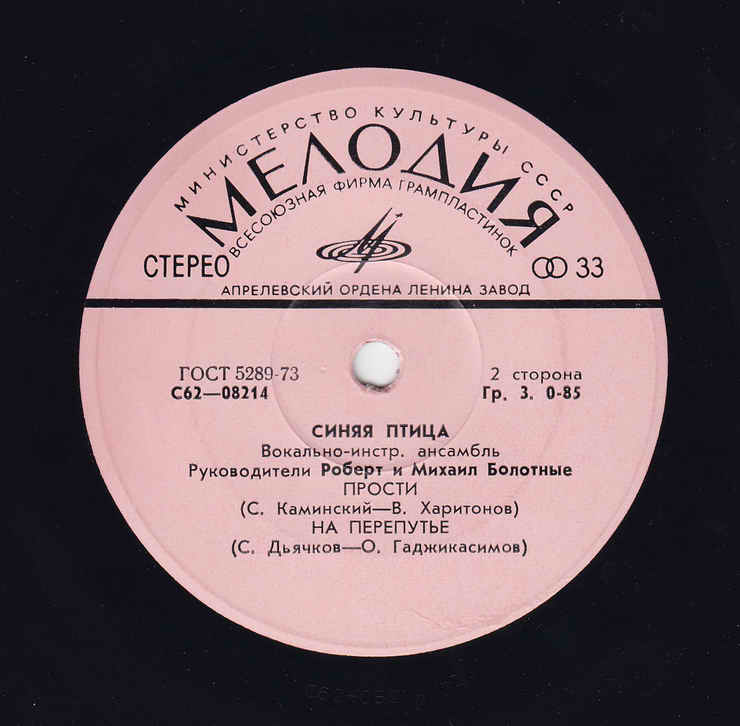 МИНИСТЕРСТВО КУЛЬТУРЫ СССР
МЕЛОДИЯ
ВСЕСОЮЗНАЯ ФИРМА ГРАМПЛАСТИНОК
СТЕРЕО 33
АПРЕЛЕВСКИЙ ОРДЕНА ЛЕНИНА ЗАВОД
ГОСТ 5289-73 2 сторона
С62—08214 Гр. 3. 0-85
СИНЯЯ ПТИЦА
Вокально-инстр. ансамбль
Руководители Роберт и Михаил Болотные
ПРОСТИ
(С. Каминский—В. Харитонов)
НА ПЕРЕПУТЬЕ
(С. Дьячков—О. Гаджикасимов)